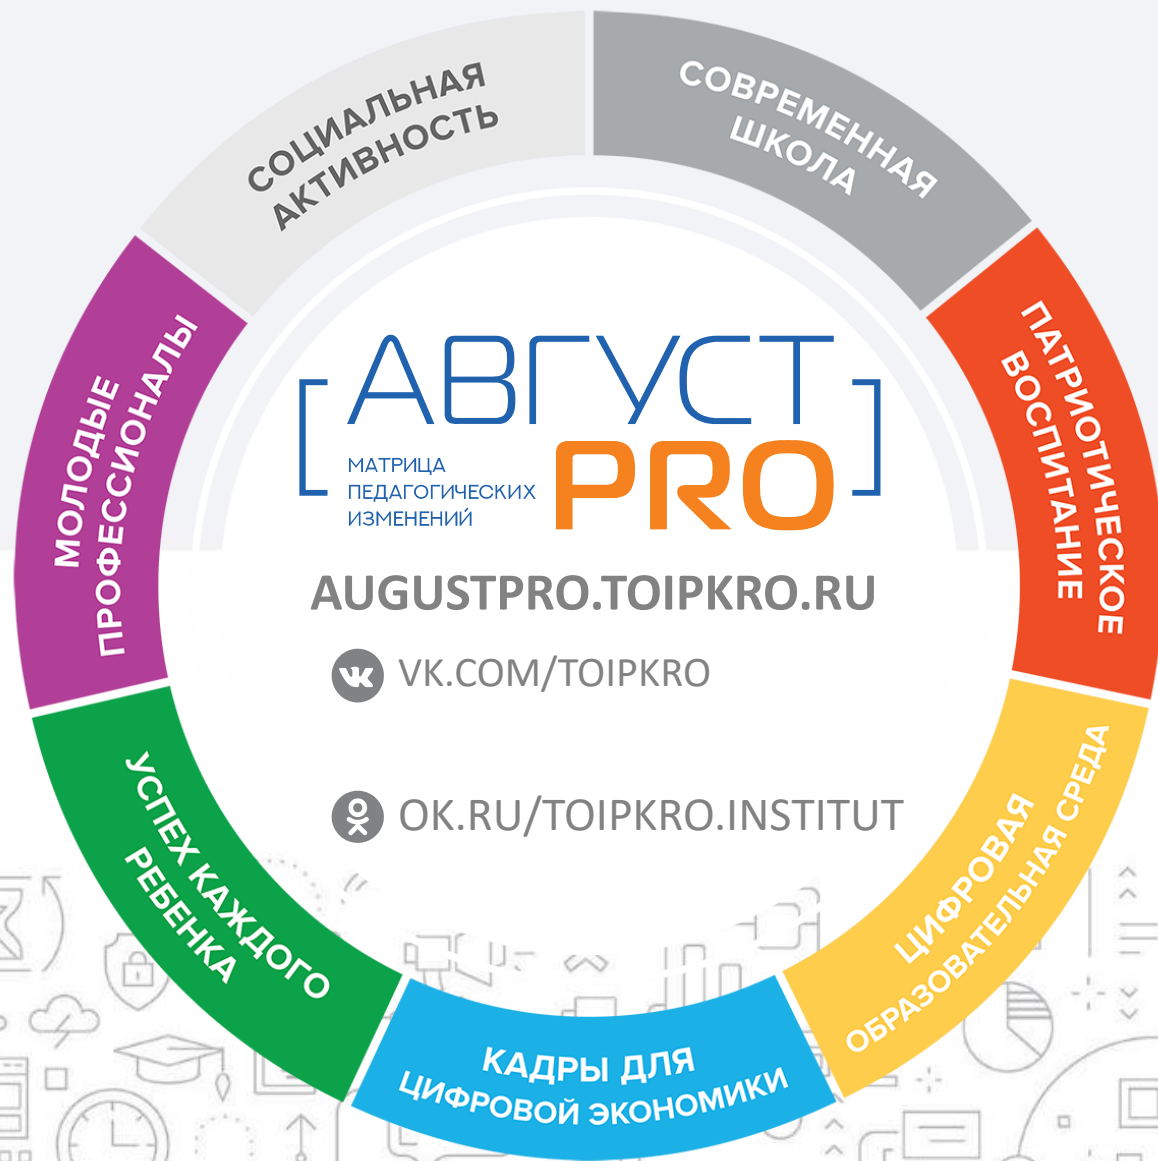 СОЦИАЛЬНАЯ
АКТИВНОСТЬ
СОВРЕМЕННАЯ
ШКОЛА
ПАТРИОТИЧЕСКОЕ
ВОСПИТАНИЕ
ЦИФРОВАЯ
ОБРАЗОВАТЕЛЬНАЯ СРЕДА
КАДРЫ ДЛЯ
ЦИФРОВОЙ ЭКОНОМИКИ
УСПЕХ КАЖДОГО
РЕБЕНКА
МОЛОДЫЕ
ПРОФЕССИОНАЛЫ
[АВГУСТ
PRO]
МАТРИЦА
ПЕДАГОГИЧЕСКИХ
ИЗМЕНЕНИЙ
AUGUSTPRO.TOIPKRO.RU
VK.COM/TOIPKRO
OK.RU/TOIPKRO.INSTITUT